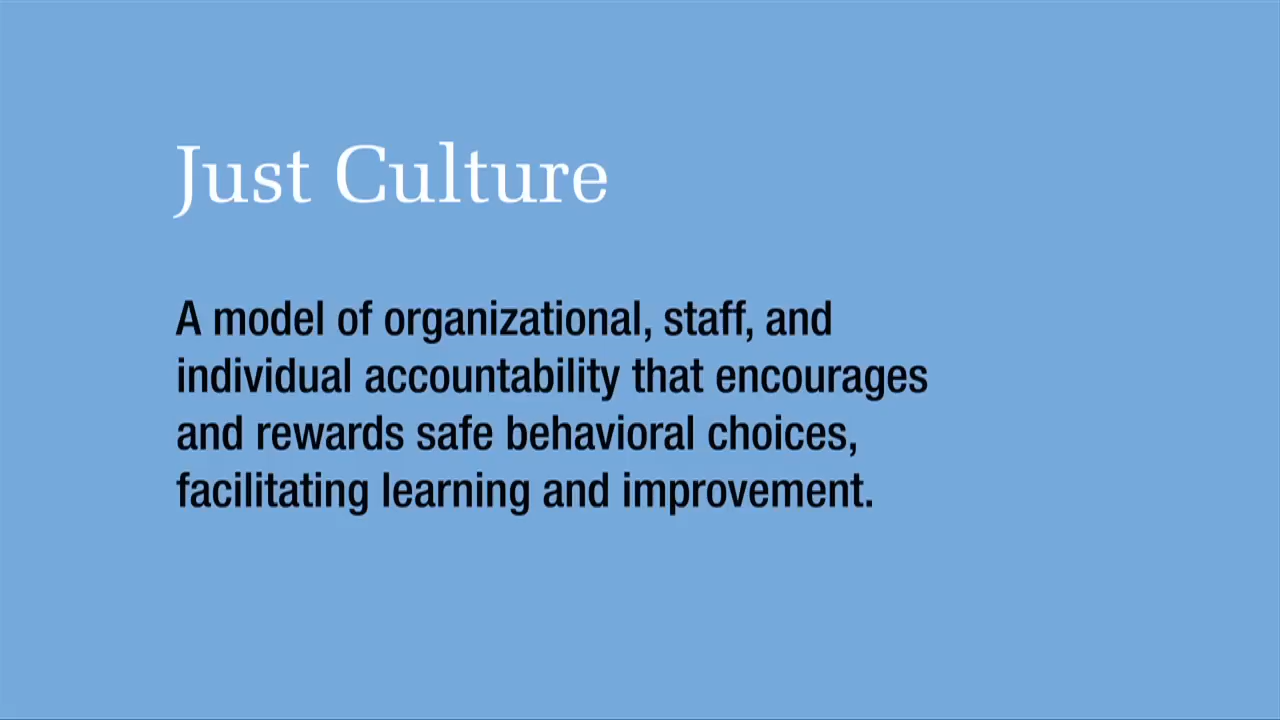 Just Culture
A model of organizational, staff, and
individual accountability that encourages
and rewards safe behavioral choices,
facilitating learning and improvement.